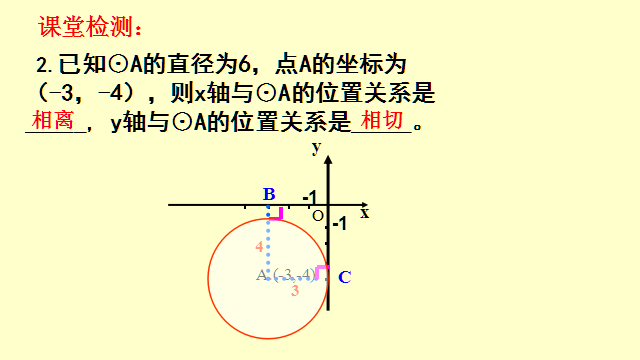 课堂检测：
2.已知⊙A的直径为6，点A的坐标为
（-3，-4），则x轴与⊙A的位置关系是
相离，y轴与⊙A的位置关系是相切。
y
B
-1
O
x
-1
4
A (-3,-4)
C
3